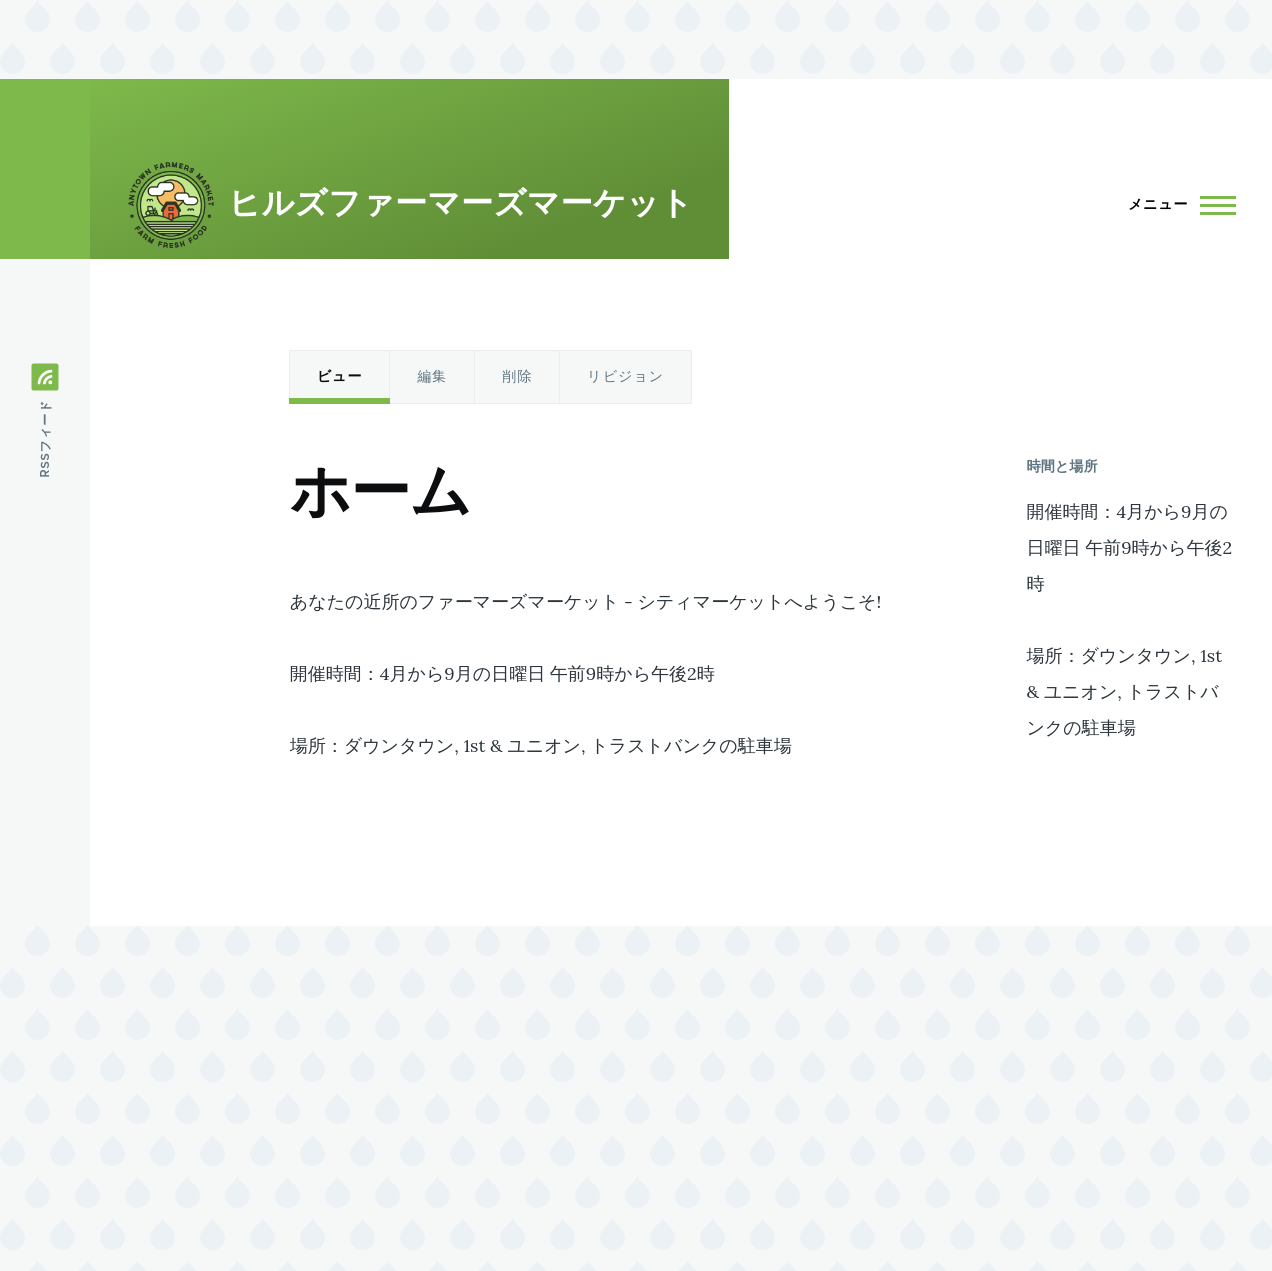 ANYTOWN FARMERS MARKET
FARM FRESH FOOD
ヒルズファーマーズマーケット
メニュー
RSSフィード
ビュー
編集
削除
リビジョン
ホーム
あなたの近所のファーマーズマーケット - シティマーケットへようこそ!
開催時間：4月から9月の日曜日 午前9時から午後2時
場所：ダウンタウン, 1st & ユニオン, トラストバンクの駐車場
時間と場所
開催時間：4月から9月の
日曜日 午前9時から午後2
時
場所：ダウンタウン, 1st
& ユニオン, トラストバ
ンクの駐車場